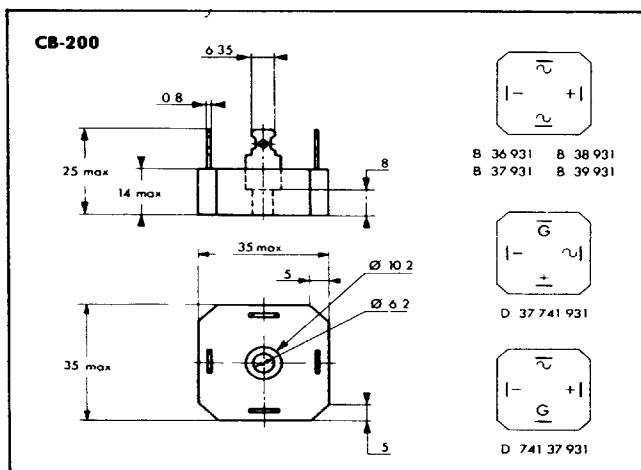 CB-200
6 35
0 8
25 max
14 max
8
35 max
5
Ø 10 2
Ø 6 2
35 max
5
~
|- +|
~
B 36 931 B 38 931
B 37 931 B 39 931
G
|- ~
+
D 37 741 931
~
|- +|
G
D 741 37 931